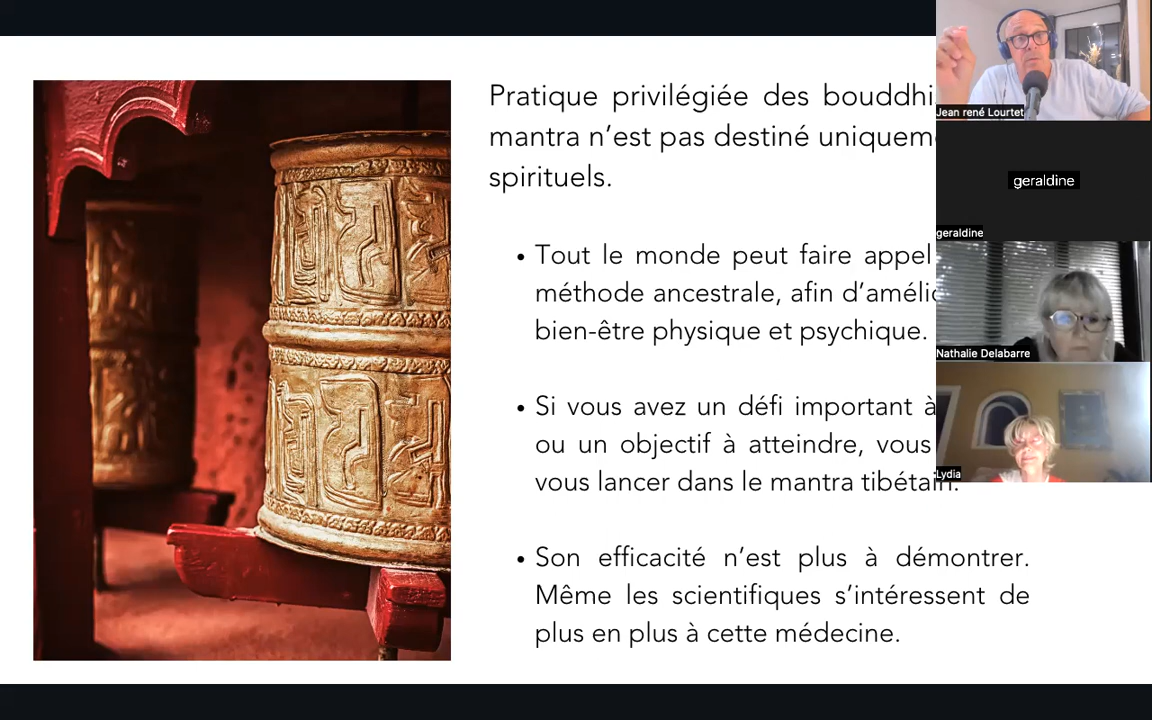 Pratique privilégiée des bouddhi
mantra n’est pas destiné uniquem
spirituels.
• Tout le monde peut faire appel
méthode ancestrale, afin d’amélio
bien-être physique et psychique.
• Si vous avez un défi important à
ou un objectif à atteindre, vous
vous lancer dans le mantra tibétain.
• Son efficacité n’est plus à démontrer.
Même les scientifiques s’intéressent de
plus en plus à cette médecine.
Jean rené Lourtet
geraldine
geraldine
Nathalie Delabarre
Lydia